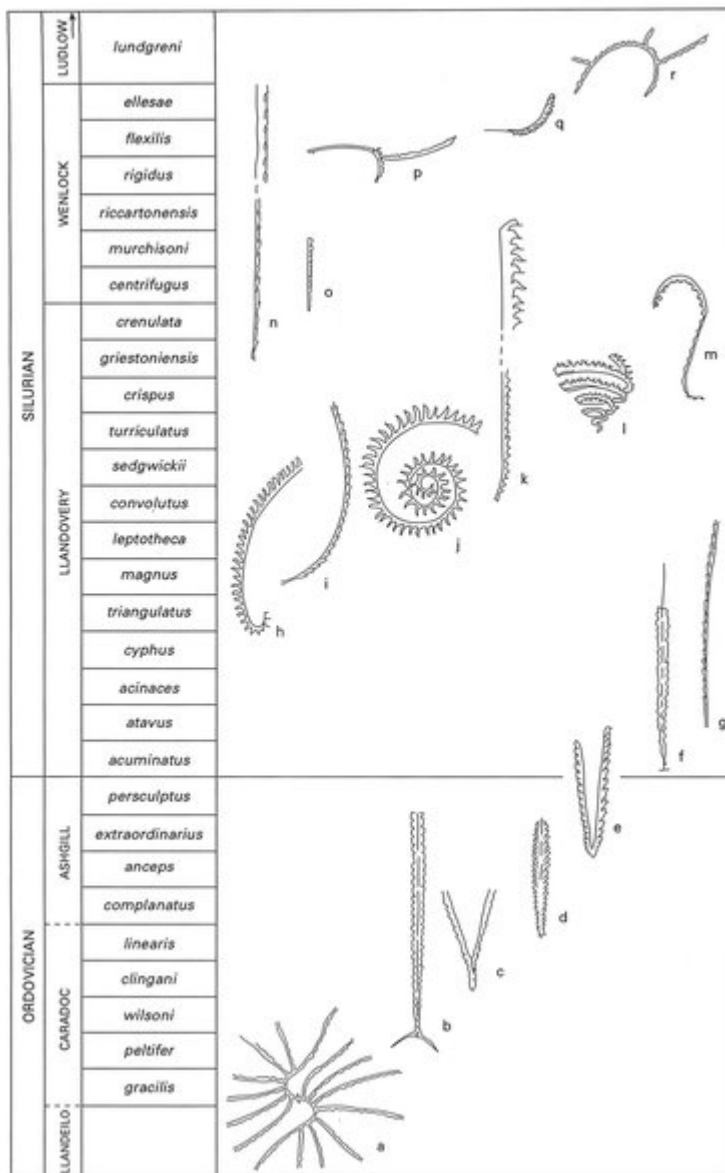 SILURIAN
ORDOVICIAN
LUDLOW
WENLOCK
LLANDOVERY
ASHGILL
CARADOC
LLANDEILO
lundgreni
ellesae
flexilis
rigidus
riccartonensis
murchisoni
centrifugus
crenulata
griestoniensis
crispus
turriculatus
sedgwickii
convolutus
leptotheca
magnus
triangulatus
cyphus
acinaces
atavus
acuminatus
persculptus
extraordinarius
anceps
complanatus
linearis
clingani
wilsoni
peltifer
gracilis
r
q
p
o
n
m
l
k
j
i
h
g
f
e
d
c
b
a